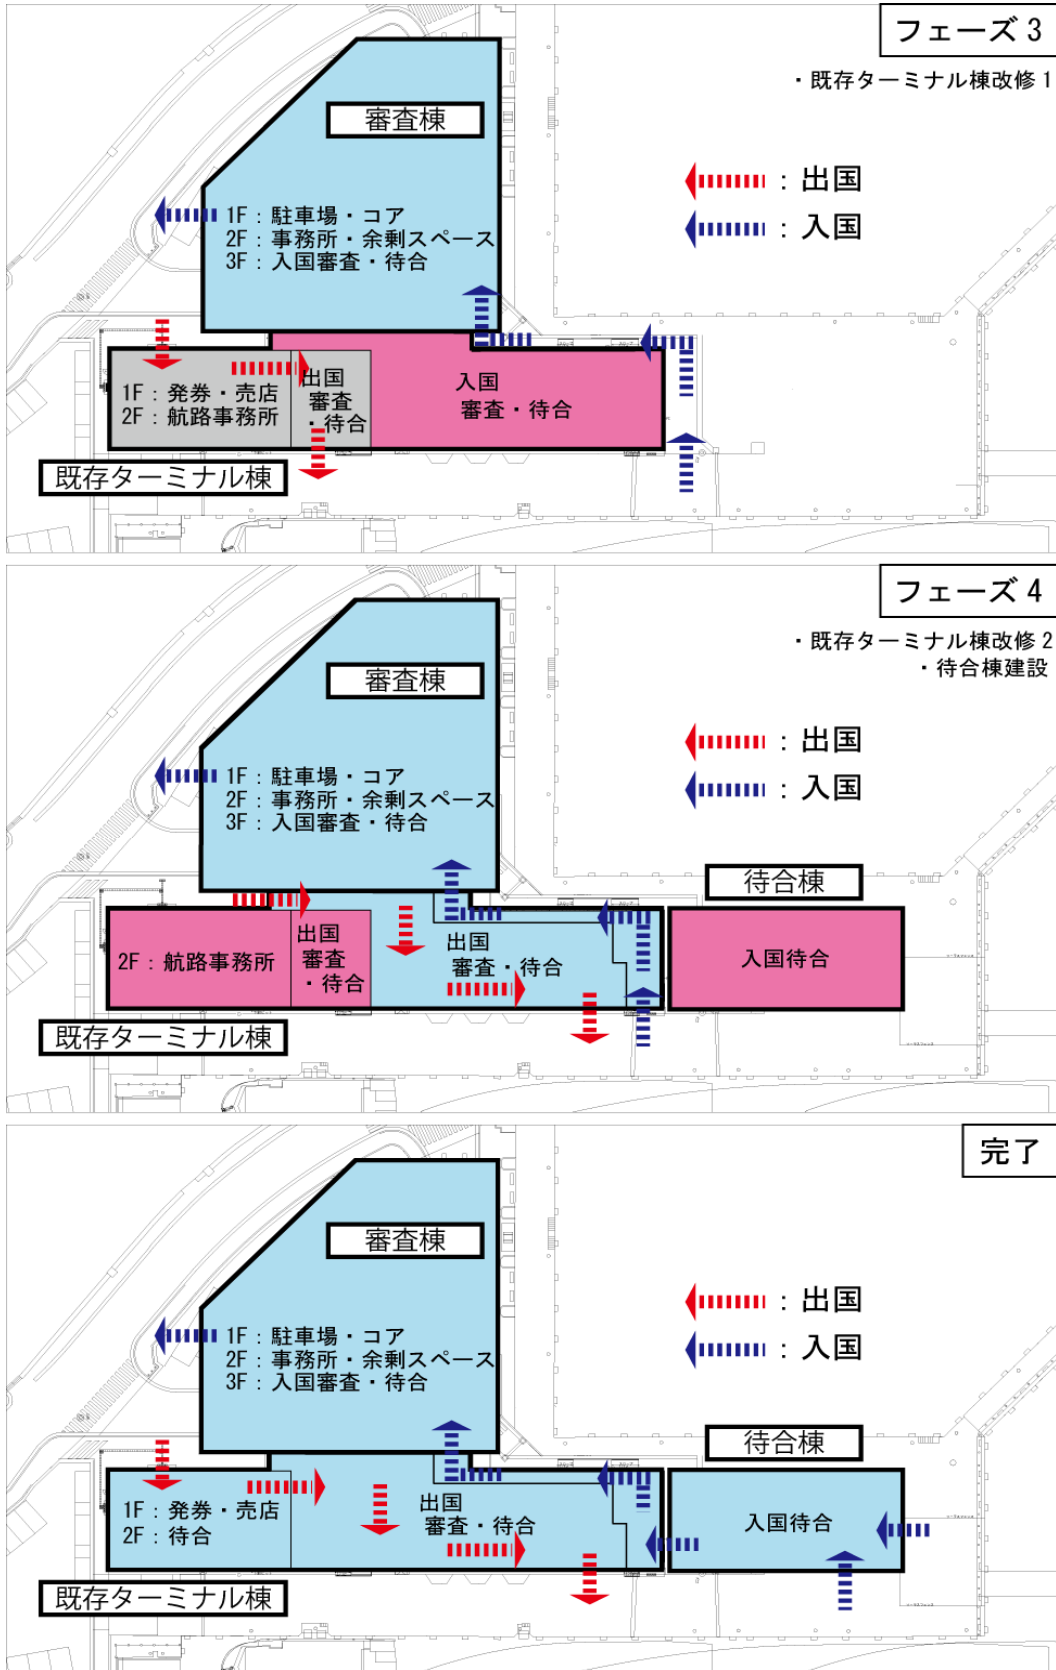 フェーズ3
・既存ターミナル棟改修1
審査棟
：出国
：入国
1F：駐車場・コア
2F：事務所・余剰スペース
3F：入国審査・待合
1F：発券・売店
2F：航路事務所
出国
審査
・待合
入国
審査・待合
既存ターミナル棟
フェーズ4
・既存ターミナル棟改修2
・待合棟建設
審査棟
：出国
：入国
1F：駐車場・コア
2F：事務所・余剰スペース
3F：入国審査・待合
待合棟
2F：航路事務所
出国
審査
・待合
出国
審査・待合
入国待合
既存ターミナル棟
完了
審査棟
：出国
：入国
1F：駐車場・コア
2F：事務所・余剰スペース
3F：入国審査・待合
待合棟
1F：発券・売店
2F：待合
出国
審査・待合
入国待合
既存ターミナル棟